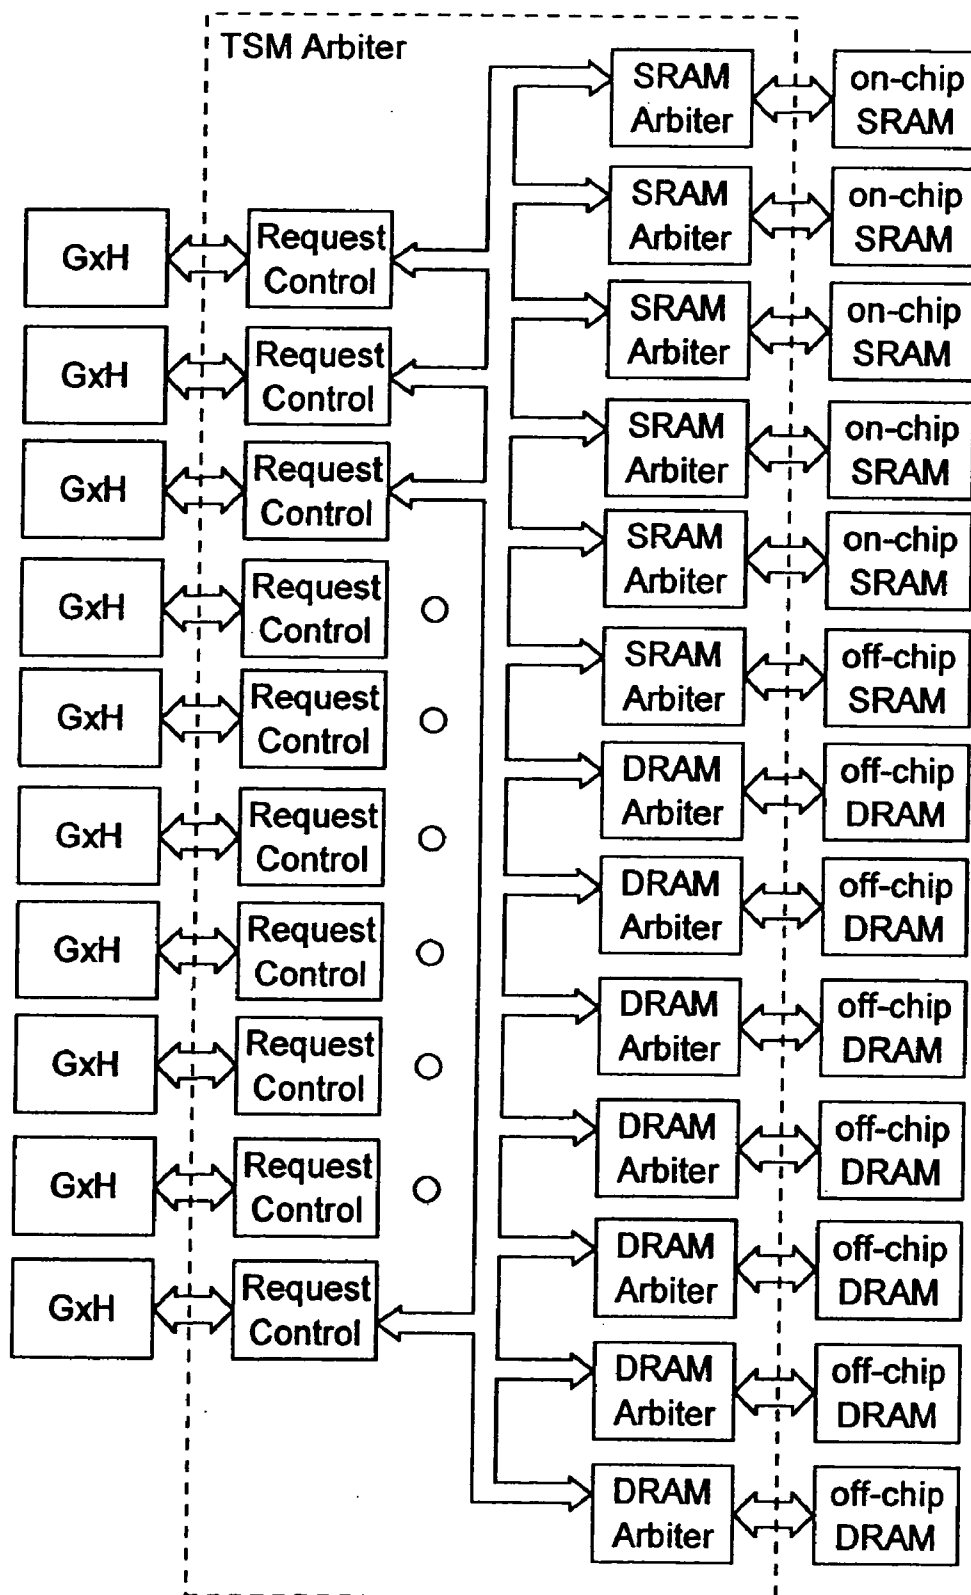 TSM Arbiter
GxH
GxH
GxH
GxH
GxH
GxH
GxH
GxH
GxH
GxH
Request
Control
Request
Control
Request
Control
Request
Control
Request
Control
Request
Control
Request
Control
Request
Control
Request
Control
Request
Control
SRAM
Arbiter
SRAM
Arbiter
SRAM
Arbiter
SRAM
Arbiter
SRAM
Arbiter
SRAM
Arbiter
DRAM
Arbiter
DRAM
Arbiter
DRAM
Arbiter
DRAM
Arbiter
DRAM
Arbiter
DRAM
Arbiter
DRAM
Arbiter
on-chip
SRAM
on-chip
SRAM
on-chip
SRAM
on-chip
SRAM
on-chip
SRAM
off-chip
SRAM
off-chip
DRAM
off-chip
DRAM
off-chip
DRAM
off-chip
DRAM
off-chip
DRAM
off-chip
DRAM
off-chip
DRAM